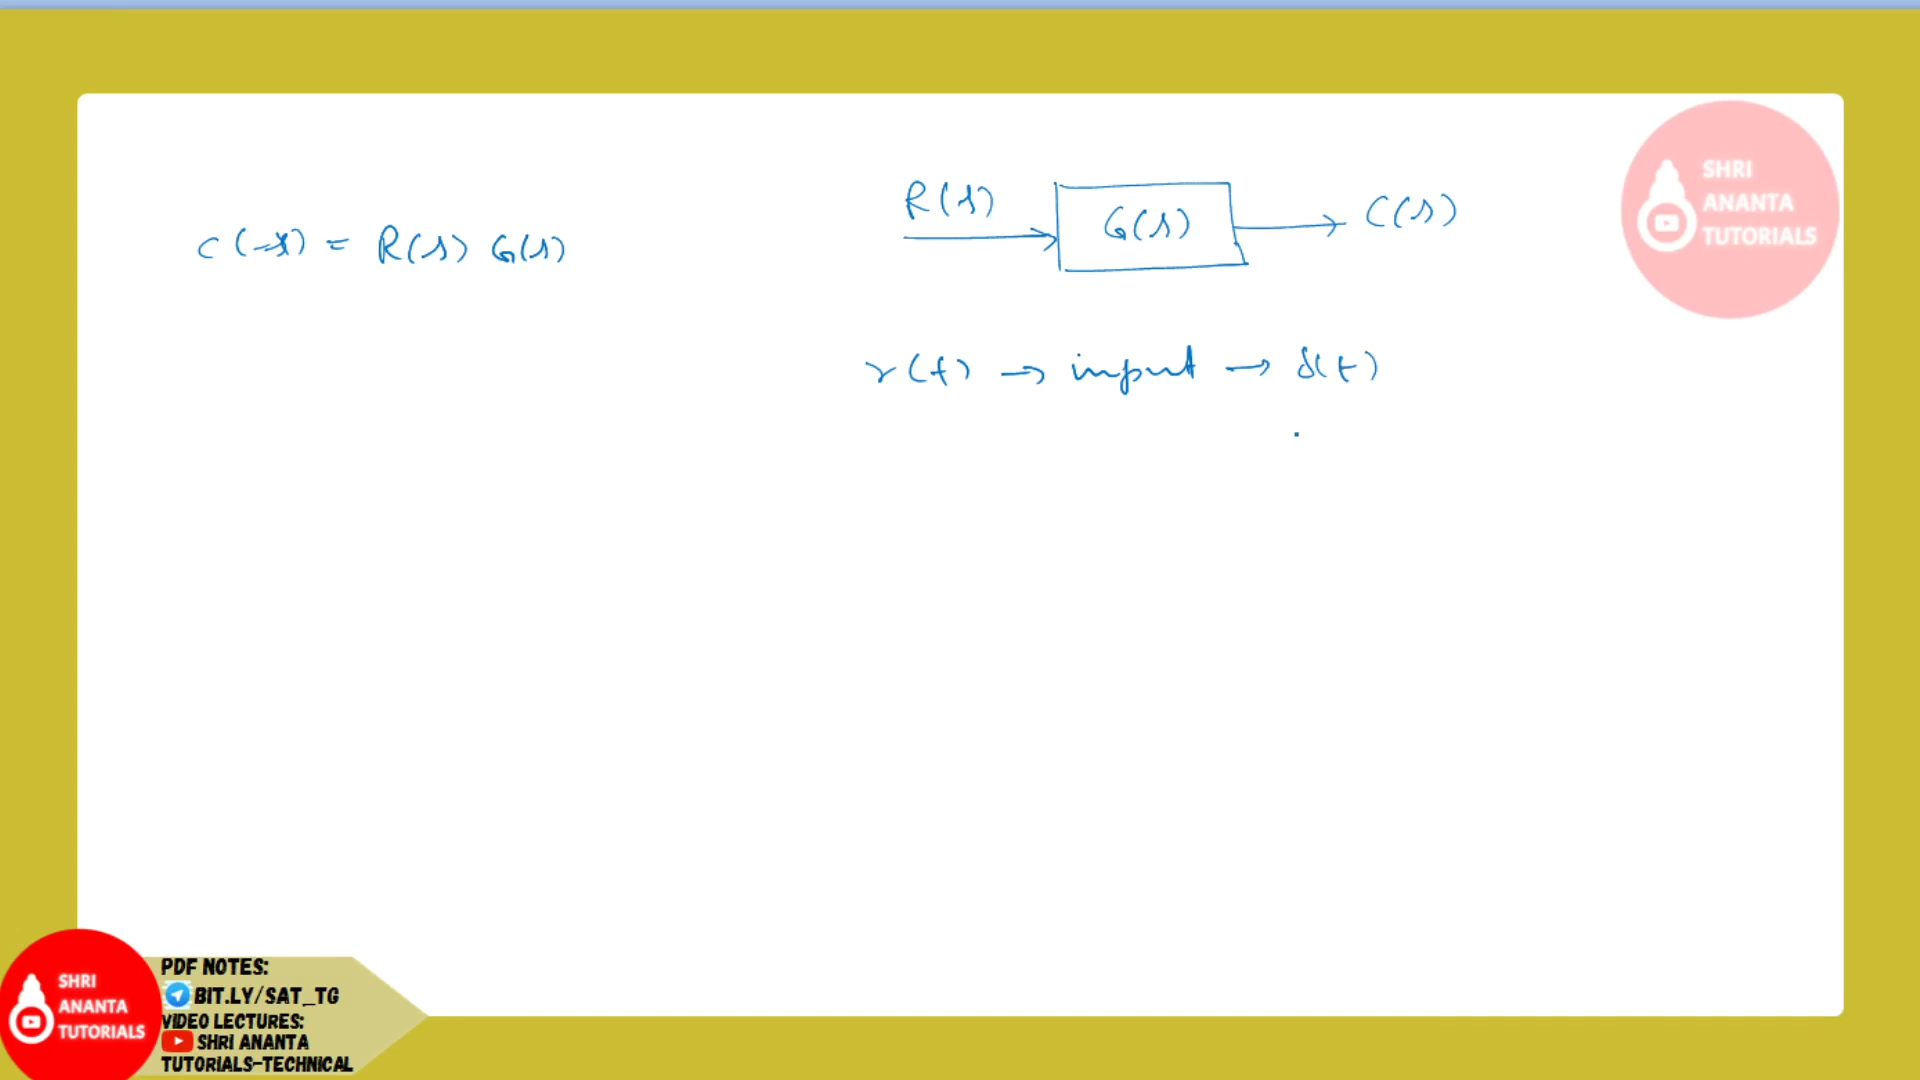 R(s)
G(s)
C(s)
C(s) = R(s) G(s)
r(t) → input → δ(t)
SHRI
ANANTA
TUTORIALS
PDF NOTES:
BIT.LY/SAT_TG
VIDEO LECTURES:
SHRI ANANTA
TUTORIALS-TECHNICAL
SHRI
ANANTA
TUTORIALS